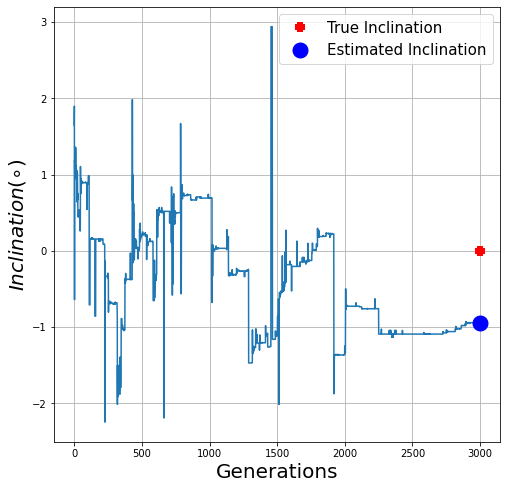 True Inclination
Estimated Inclination
3
2
1
0
−1
−2
Inclination(∘)
0 500 1000 1500 2000 2500 3000
Generations